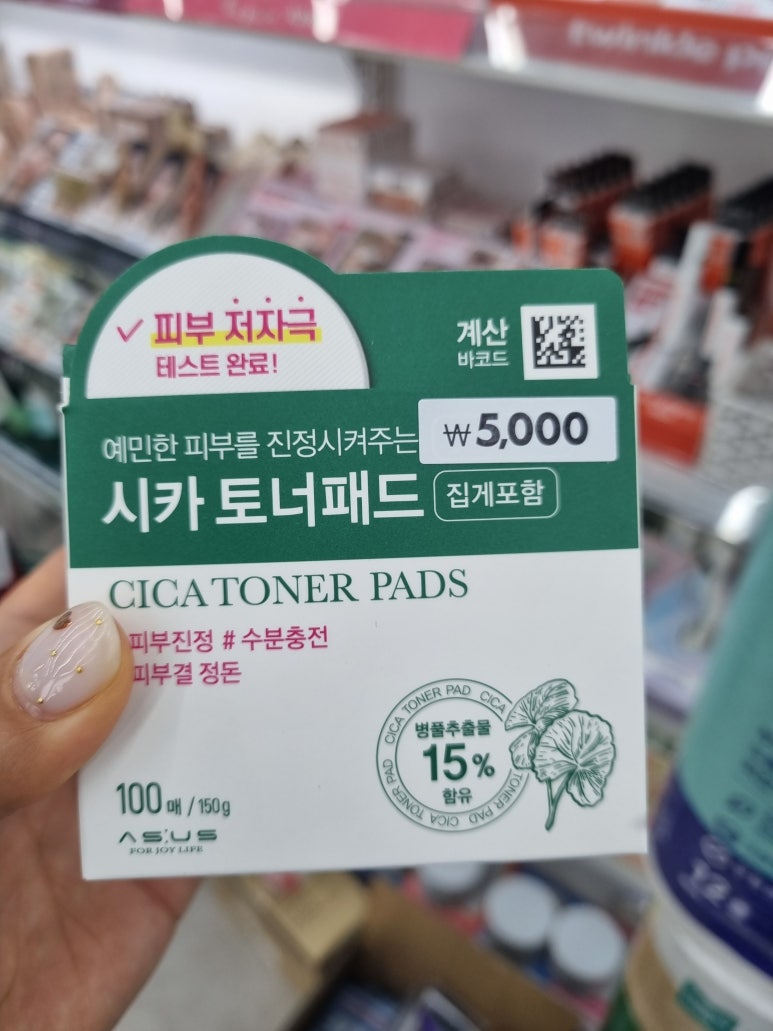 twinkle
피부 저자극
테스트 완료!
계산
바코드
예민한 피부를 진정시켜주는
₩5,000
시카 토너패드 집게포함
CICA TONER PADS
피부진정 # 수분충전
피부결 정돈
CICA TONER PAD CICA TONER PAD CICA TONER PAD
병풀추출물
15%
함유
100매 / 150g
ASUS
FOR JOY LIFE
12